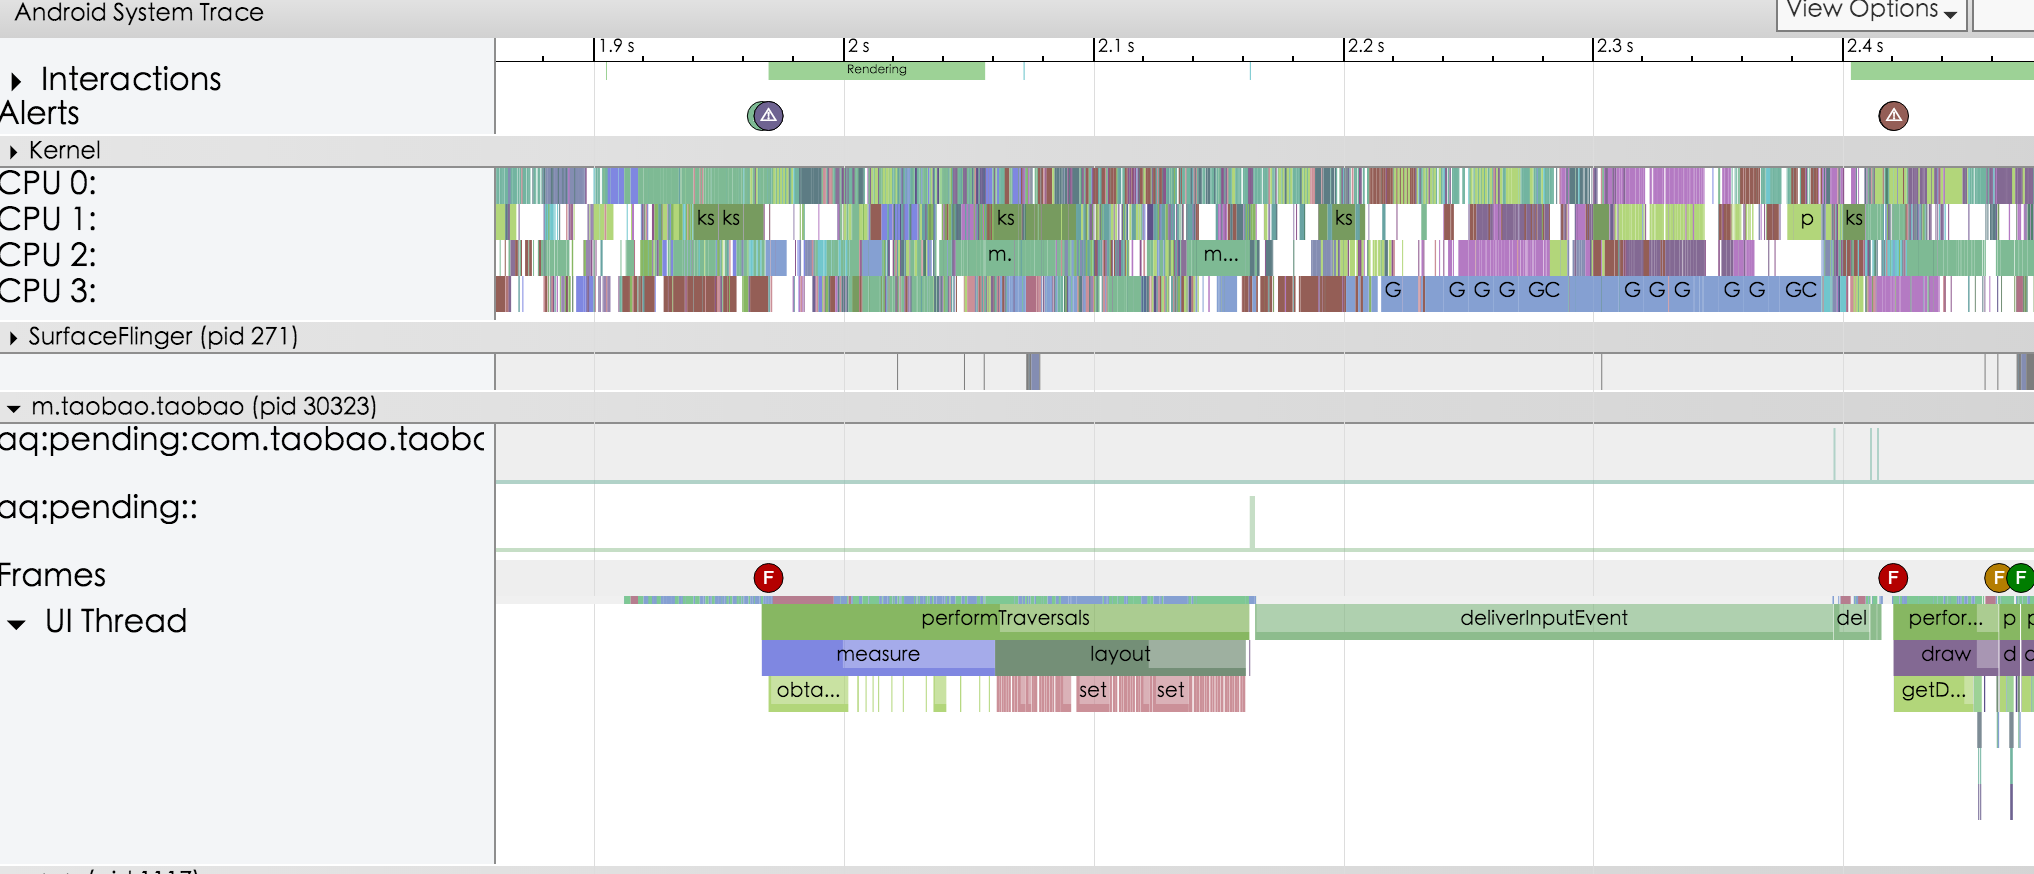 Android System Trace
View Options
1.9 s 2 s 2.1 s 2.2 s 2.3 s 2.4 s
Interactions
Rendering
Alerts
Kernel
CPU 0:
CPU 1:
ks ks ks ks p ks
CPU 2:
m. m...
CPU 3:
G G G G GC G G G G G GC
SurfaceFlinger (pid 271)
m.taobao.taobao (pid 30323)
aq:pending:com.taobao.taobc
aq:pending::
Frames
F F F F
UI Thread
performTraversals deliverInputEvent del perfor... p p
measure layout draw d d
obta... set set getD...